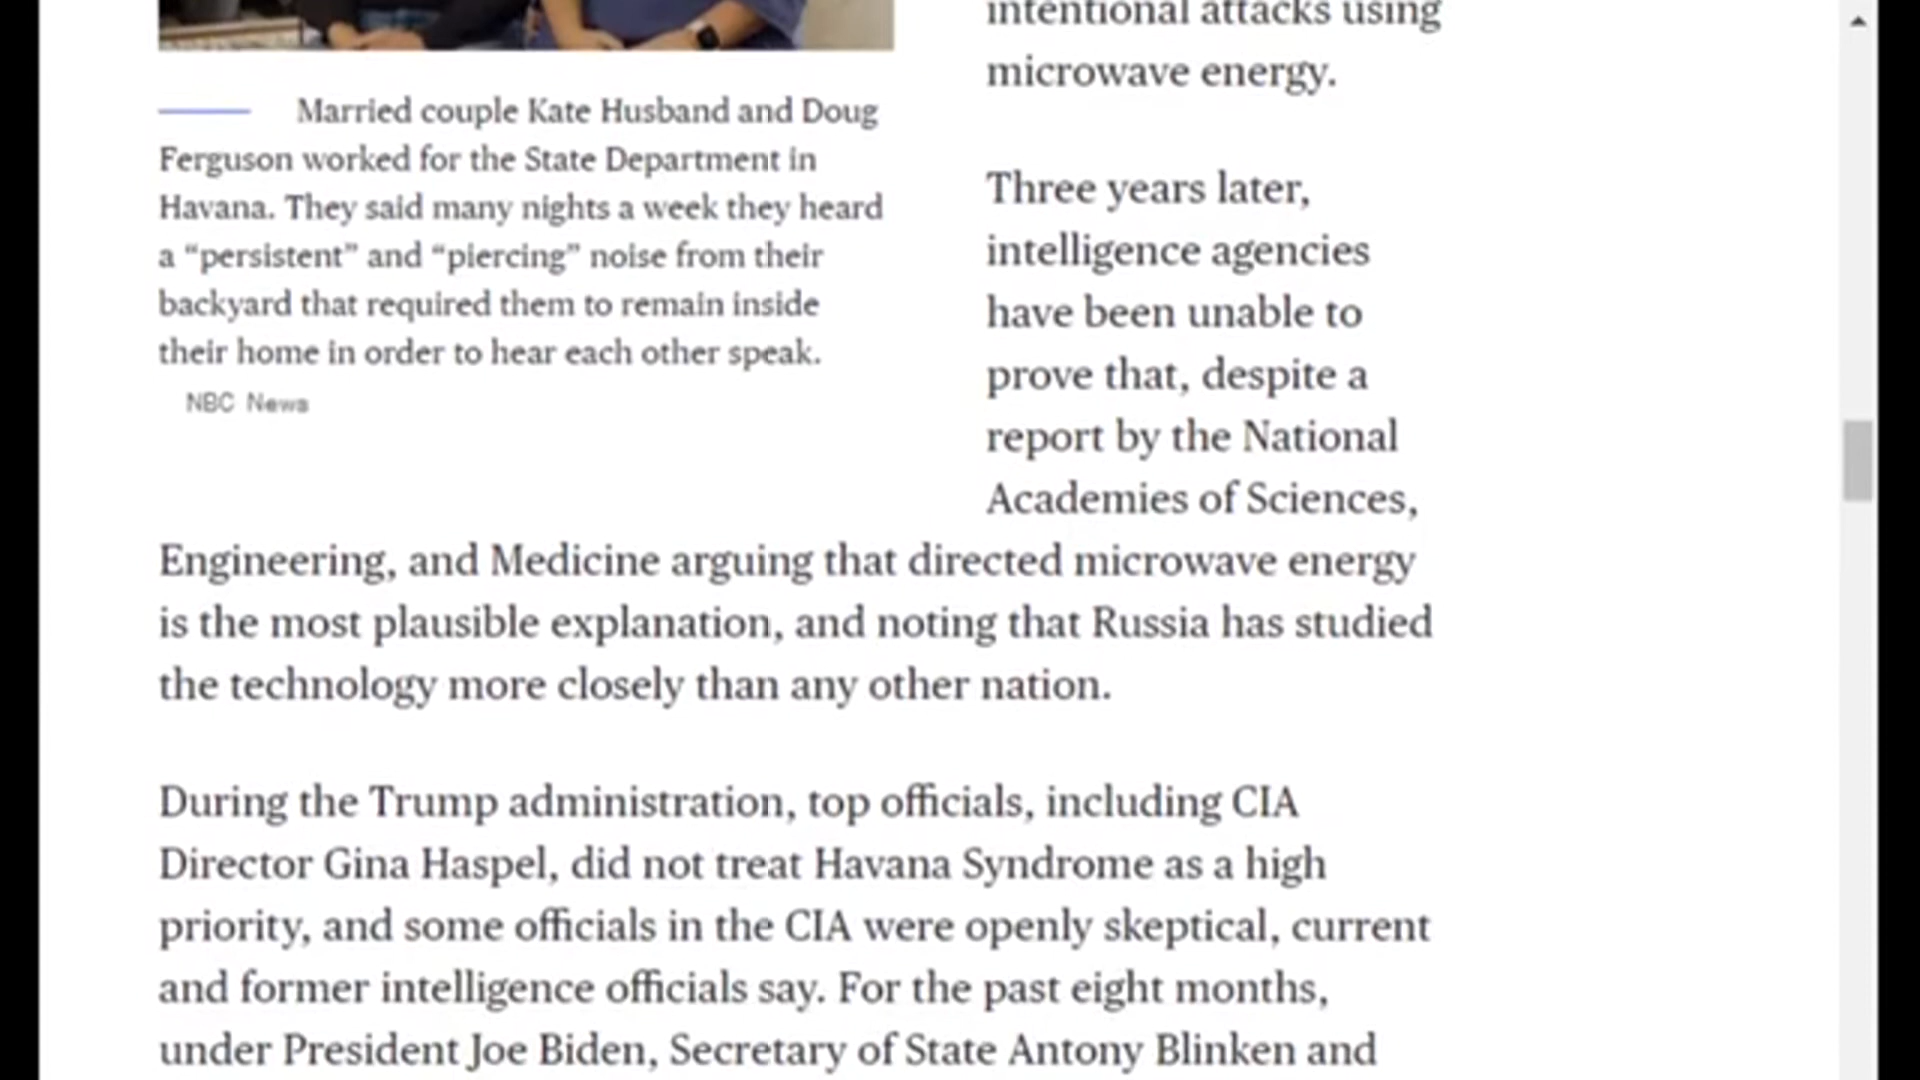 intentional attacks using
microwave energy.
Married couple Kate Husband and Doug
Ferguson worked for the State Department in
Havana. They said many nights a week they heard
a “persistent” and “piercing” noise from their
backyard that required them to remain inside
their home in order to hear each other speak.
NBC News
Three years later,
intelligence agencies
have been unable to
prove that, despite a
report by the National
Academies of Sciences,
Engineering, and Medicine arguing that directed microwave energy
is the most plausible explanation, and noting that Russia has studied
the technology more closely than any other nation.
During the Trump administration, top officials, including CIA
Director Gina Haspel, did not treat Havana Syndrome as a high
priority, and some officials in the CIA were openly skeptical, current
and former intelligence officials say. For the past eight months,
under President Joe Biden, Secretary of State Antony Blinken and